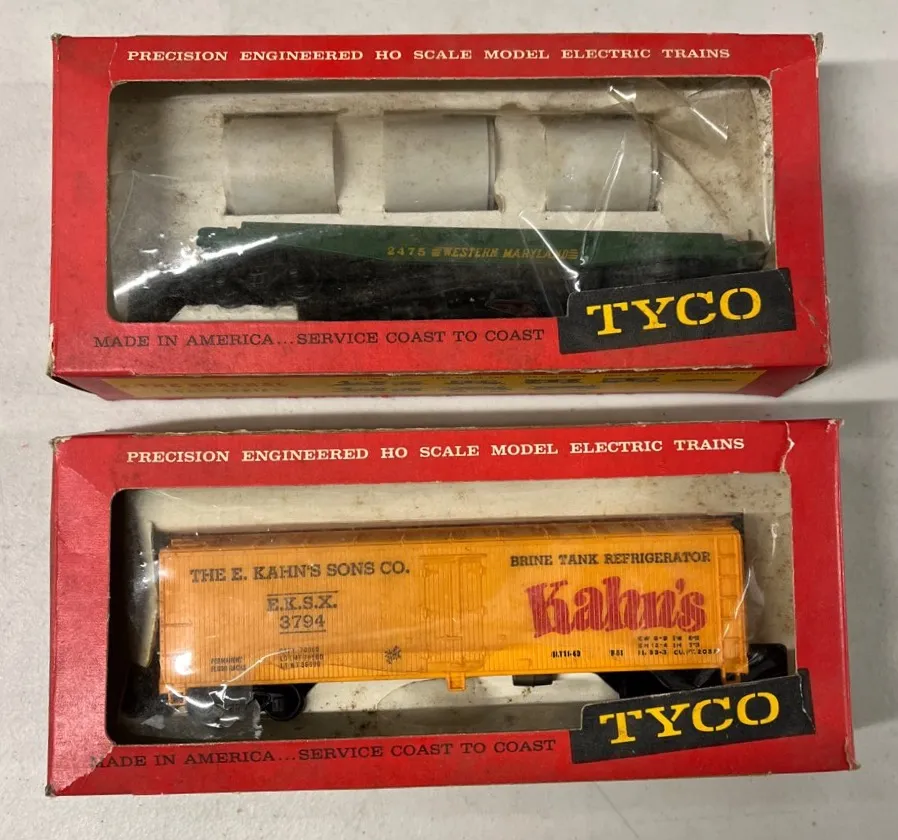 PRECISION ENGINEERED HO SCALE MODEL ELECTRIC TRAINS
2475 WESTERN MARYLAND
TYCO
MADE IN AMERICA...SERVICE COAST TO COAST
PRECISION ENGINEERED HO SCALE MODEL ELECTRIC TRAINS
THE E. KAHN'S SONS CO.
BRINE TANK REFRIGERATOR
E.K.S.X.
3794
Kahn's
TYCO
MADE IN AMERICA...SERVICE COAST TO COAST